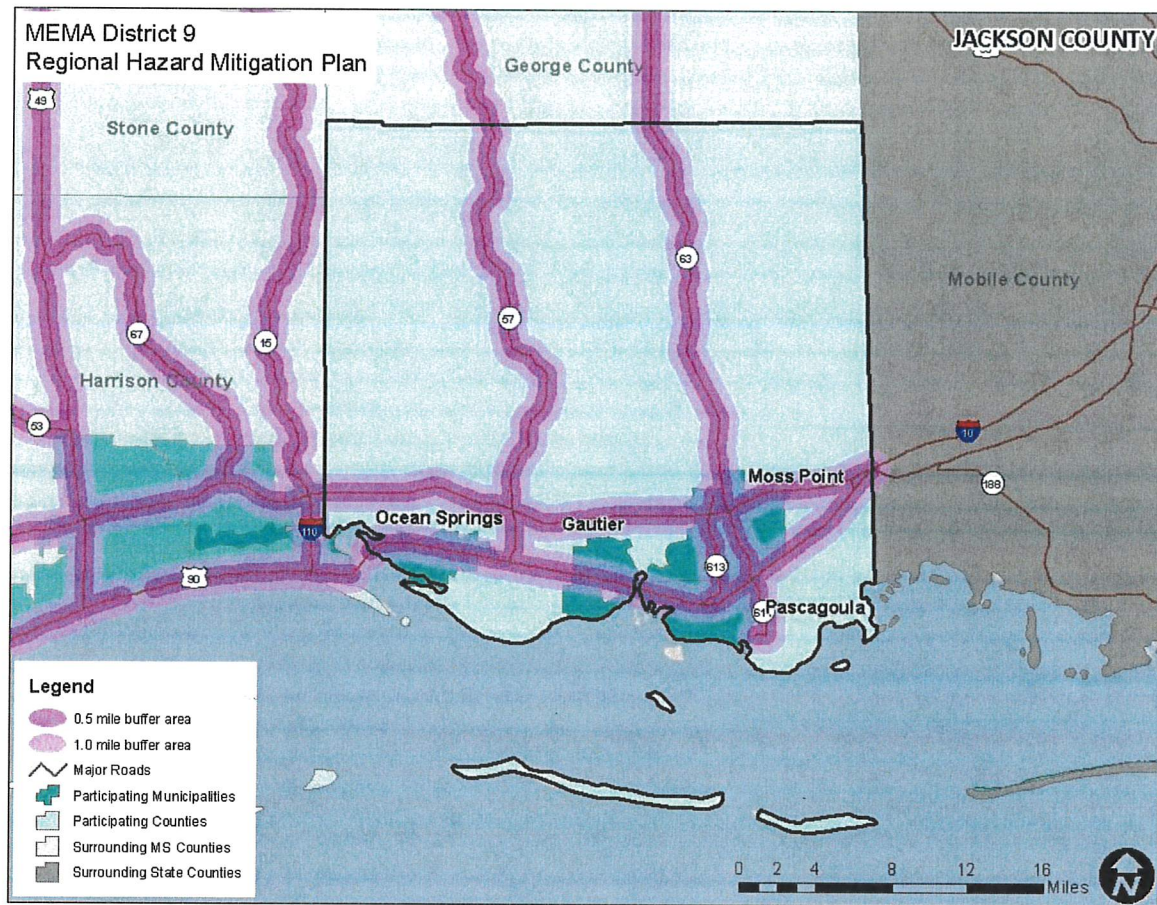 MEMA District 9
Regional Hazard Mitigation Plan
JACKSON COUNTY
George County
49
Stone County
63
Mobile County
57
67
15
Harrison County
53
10
Moss Point
188
Ocean Springs
Gautier
110
613
90
Pascagoula
Legend
0.5 mile buffer area
1.0 mile buffer area
Major Roads
Participating Municipalities
Participating Counties
Surrounding MS Counties
Surrounding State Counties
0 2 4 8 12 16
Miles
N